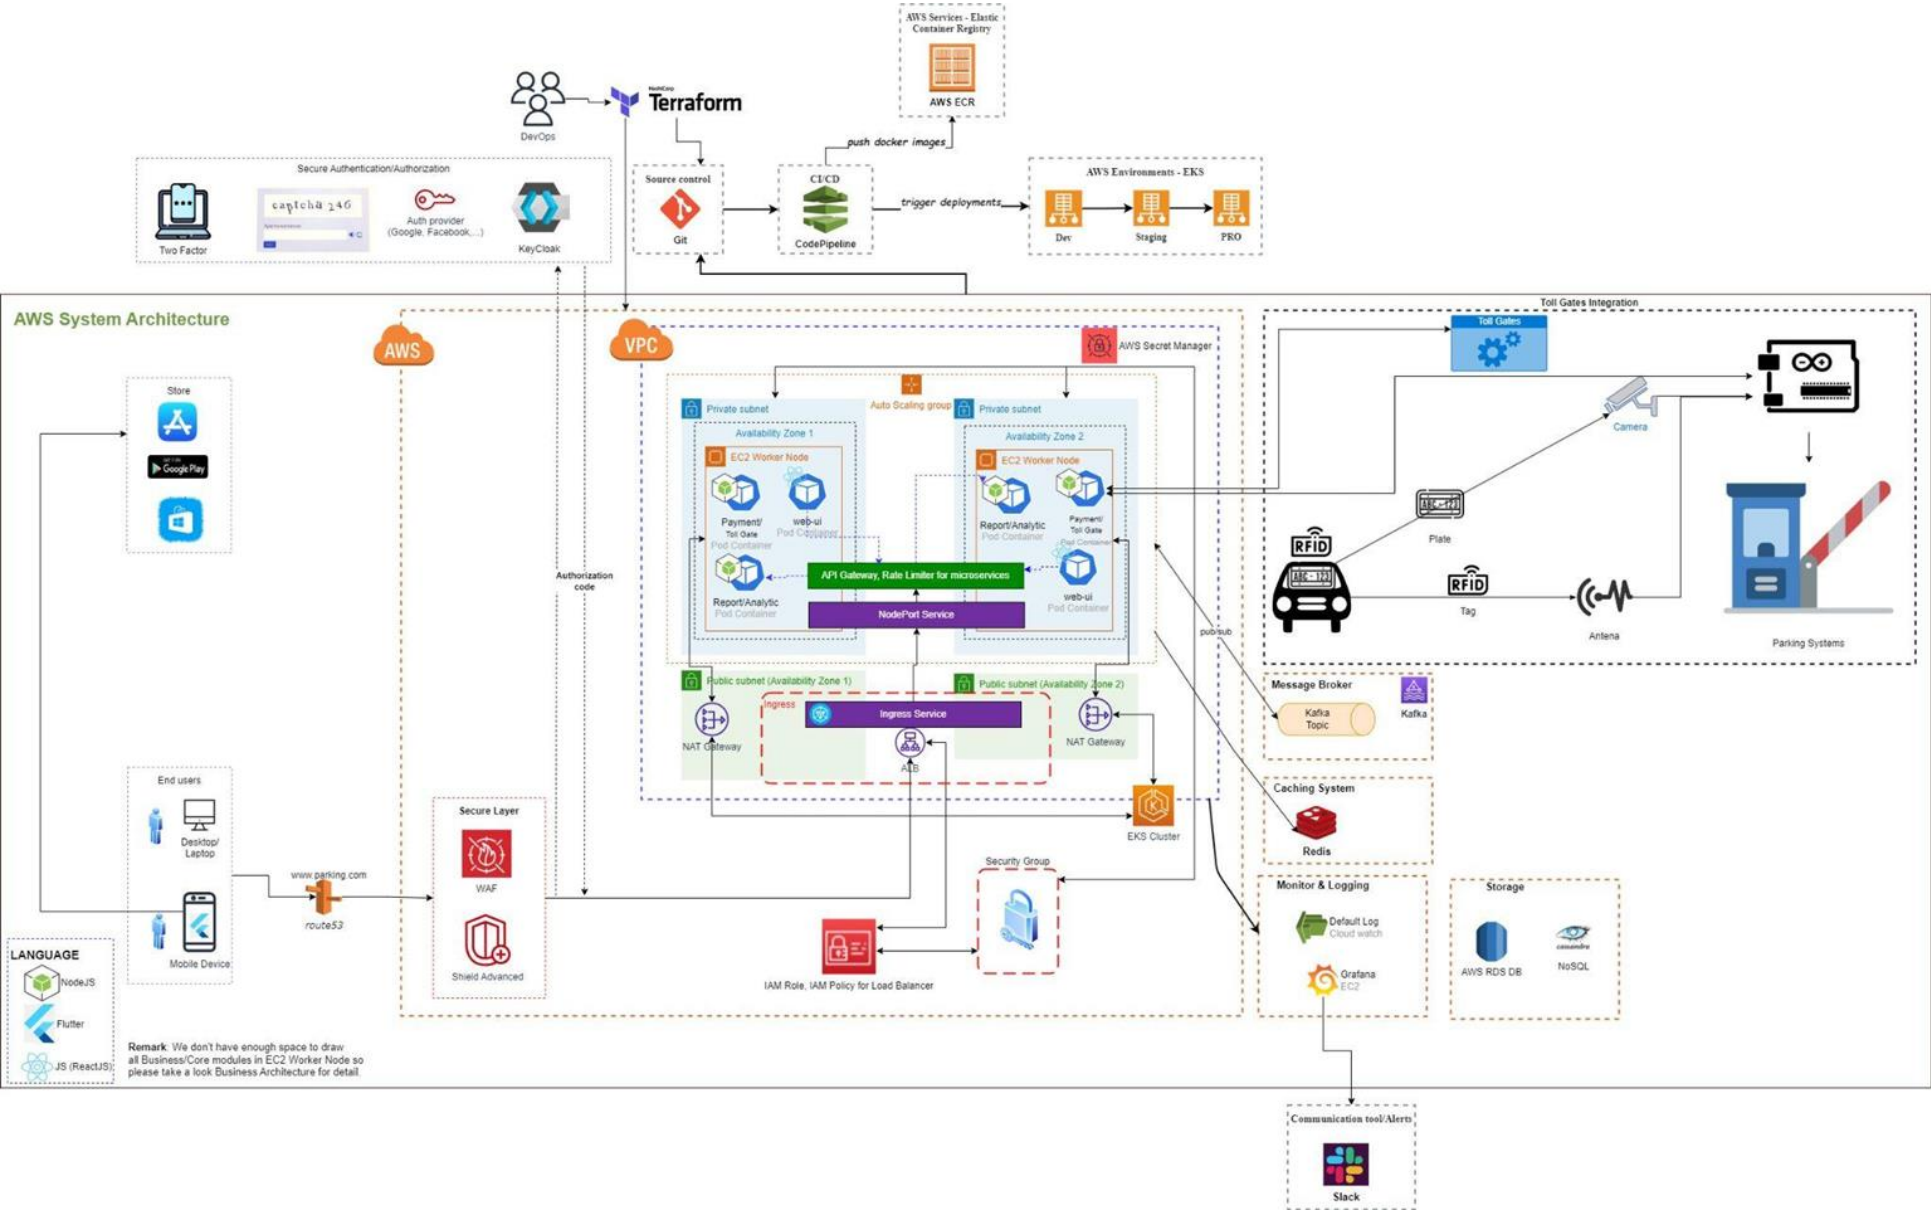 AWS Services - Elastic
Container Registry
AWS ECR
HashiCorp
Terraform
DevOps
push docker images
Secure Authentication/Authorization
captcha 246
Auth provider
(Google, Facebook,...)
Two Factor
KeyCloak
Source control
Git
CI/CD
CodePipeline
trigger deployments
AWS Environments - EKS
Dev
Staging
PRO
AWS System Architecture
AWS
VPC
AWS Secret Manager
Toll Gates Integration
Toll Gates
Camera
Store
Google Play
Auto Scaling group
Private subnet
Private subnet
Availability Zone 1
Availability Zone 2
EC2 Worker Node
EC2 Worker Node
Payment/
Toll Gate
Pod Container
web-ui
Pod Container
Report/Analytic
Pod Container
Payment/
Toll Gate
Pod Container
Report/Analytic
Pod Container
web-ui
Pod Container
API Gateway, Rate Limiter for microservices
NodePort Service
ABC-123
Plate
RFID
ABC-123
RFID
Tag
Antena
Parking Systems
Authorization
code
pub/sub
Public subnet (Availability Zone 1)
Public subnet (Availability Zone 2)
Ingress
Ingress Service
NAT Gateway
ALB
NAT Gateway
EKS Cluster
Message Broker
Kafka
Topic
Kafka
Caching System
Redis
End users
Desktop/
Laptop
Mobile Device
www.parking.com
route53
Secure Layer
WAF
Shield Advanced
Security Group
IAM Role, IAM Policy for Load Balancer
Monitor & Logging
Default Log
Cloud watch
Grafana
EC2
Storage
AWS RDS DB
cassandra
NoSQL
LANGUAGE
NodeJS
Flutter
JS (ReactJS)
Remark: We don't have enough space to draw
all Business/Core modules in EC2 Worker Node so
please take a look Business Architecture for detail
Communication tool/Alerts
Slack